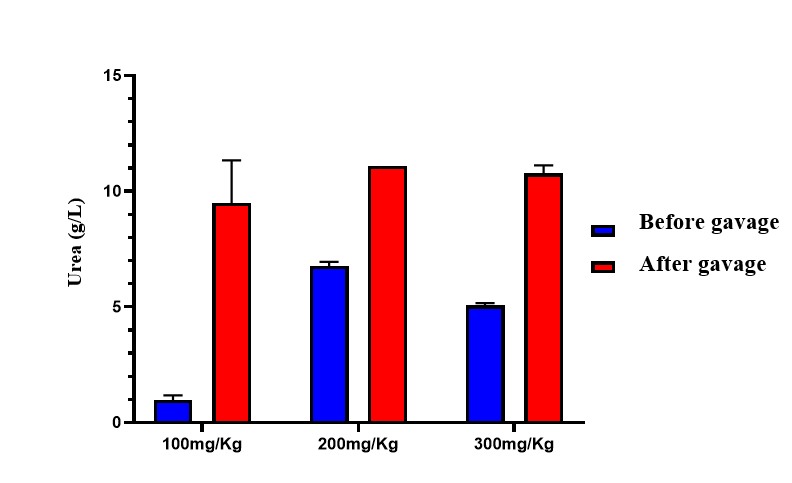 15
10
5
0
Urea (g/L)
100mg/Kg
200mg/Kg
300mg/Kg
Before gavage
After gavage